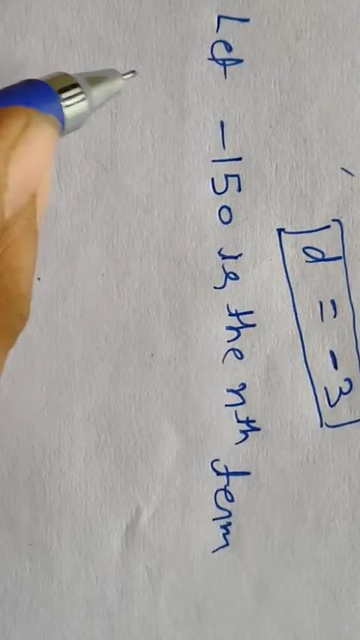 d = -3
Let -150 is the nth term